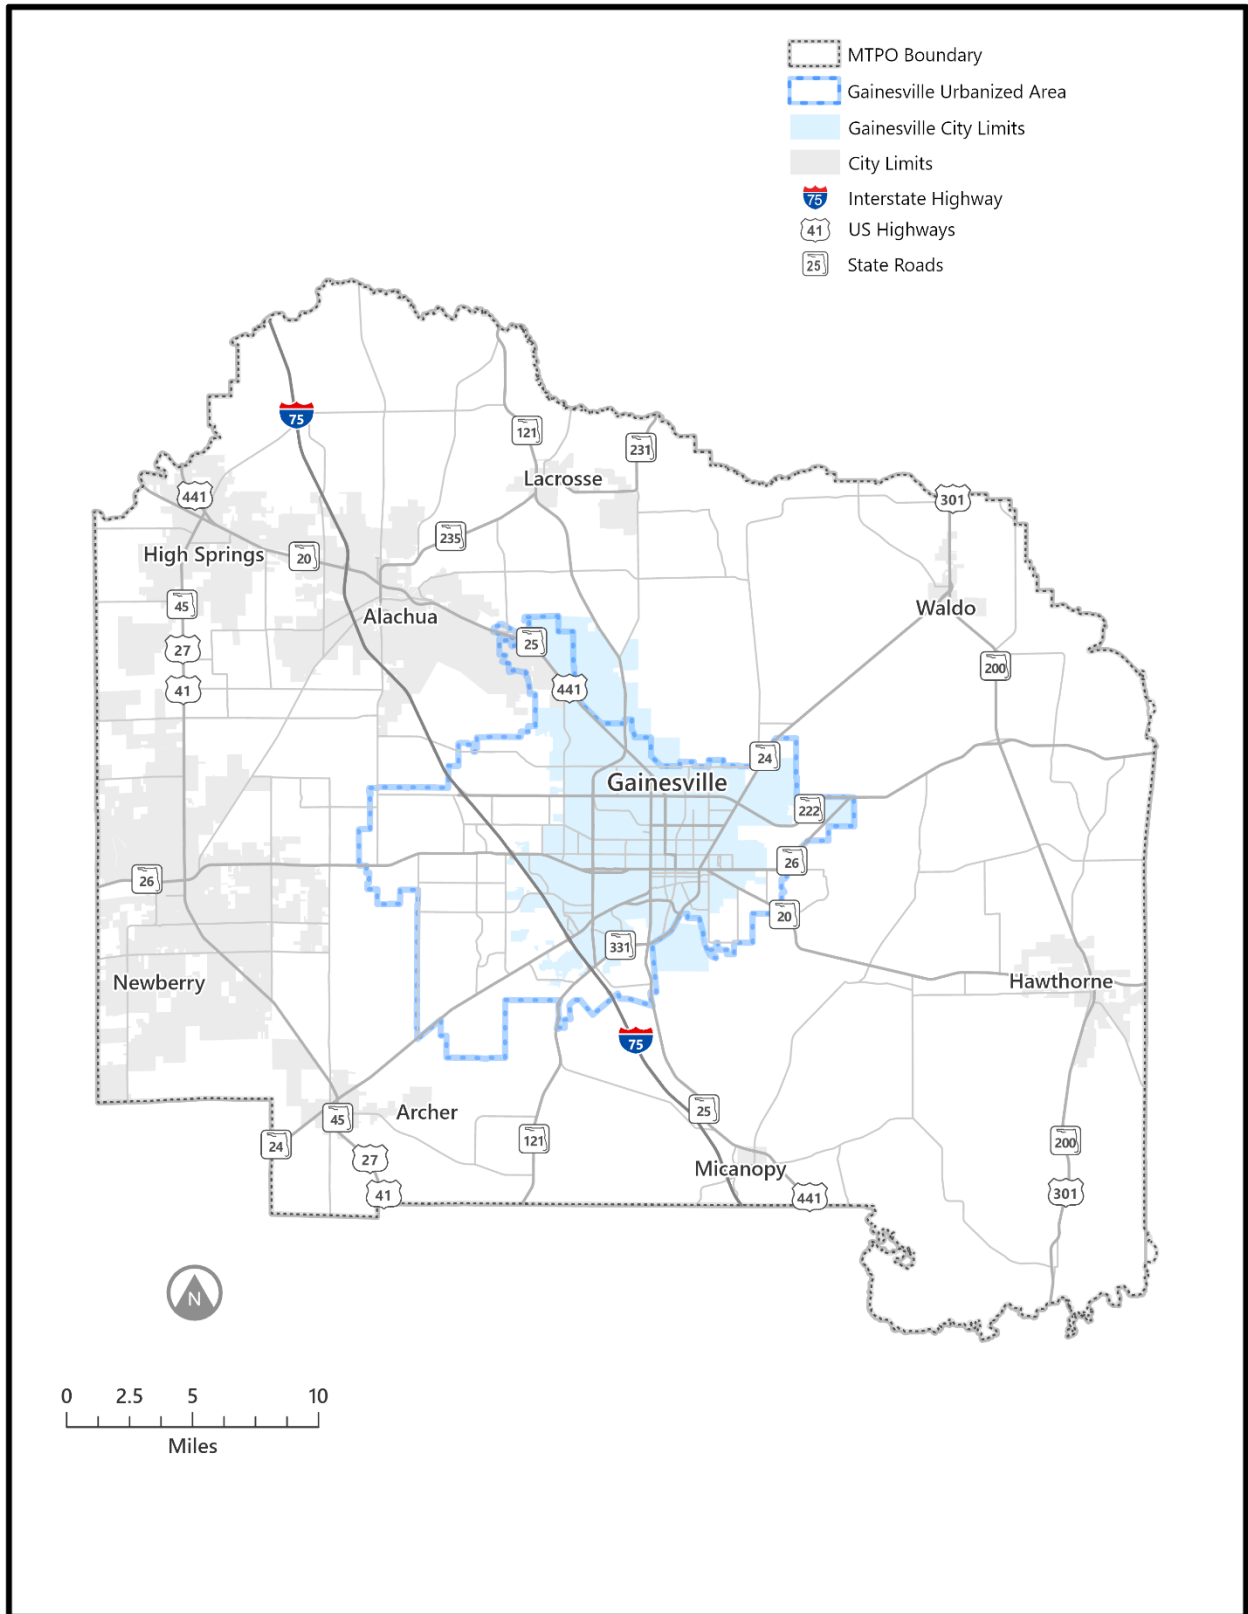 MTPO Boundary
Gainesville Urbanized Area
Gainesville City Limits
City Limits
75 Interstate Highway
41 US Highways
25 State Roads
75
121
231
Lacrosse
441
301
235
High Springs
20
45
Alachua
Waldo
25
27
200
41
441
24
Gainesville
222
26
26
20
331
Newberry
Hawthorne
75
45
Archer
25
24
121
200
27
Micanopy
41
441
301
N
0 2.5 5 10
Miles